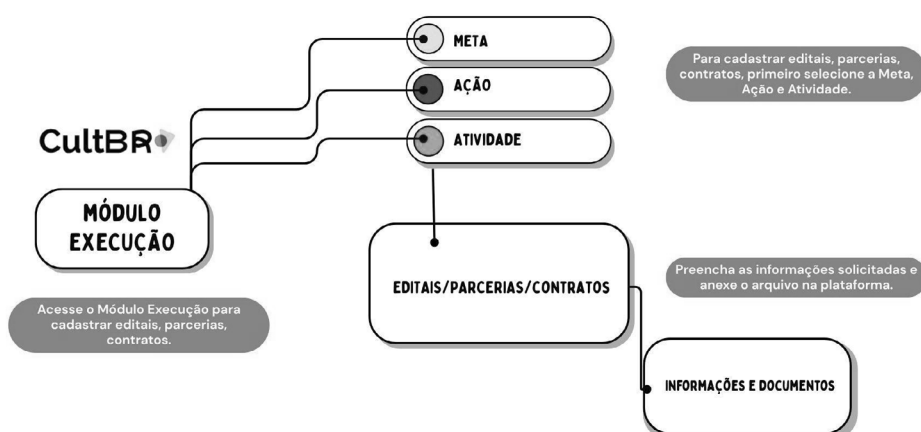 META
AÇÃO
ATIVIDADE
Para cadastrar editais, parcerias,
contratos, primeiro selecione a Meta,
Ação e Atividade.
CultBR
MÓDULO
EXECUÇÃO
EDITAIS/PARCERIAS/CONTRATOS
Preencha as informações solicitadas e
anexe o arquivo na plataforma.
Acesse o Módulo Execução para
cadastrar editais, parcerias,
contratos.
INFORMAÇÕES E DOCUMENTOS